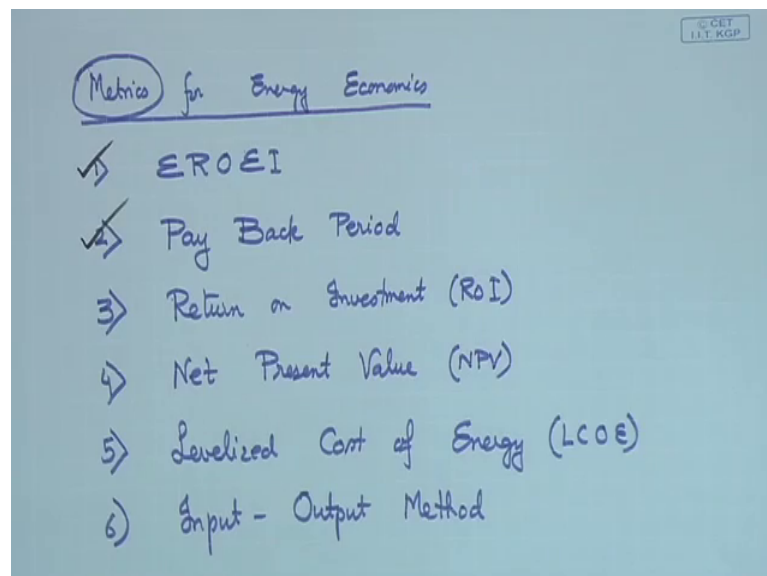 © CET
I.I.T. KGP
Metrics for Energy Economics
1) EROEI
2) Pay Back Period
3) Return on Investment (RoI)
4) Net Present Value (NPV)
5) Levelized Cost of Energy (LCOE)
6) Input - Output Method